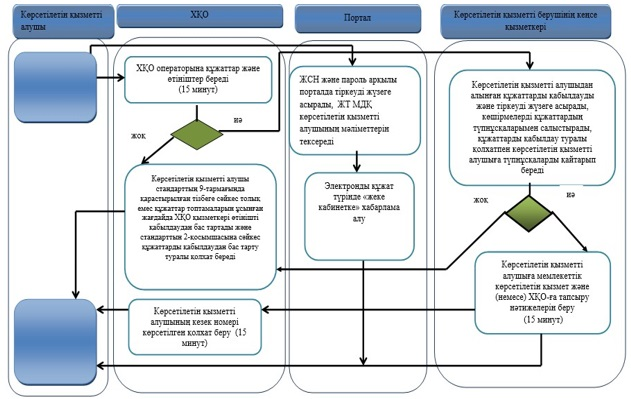 Көрсетілетін қызметті
алушы
ХҚО
Портал
Көрсетілетін қызметті берушінің кеңсе
қызметкері
ХҚО операторына құжаттар және
өтініштер береді
(15 минут)
жоқ
иә
Көрсетілетін қызметті алушы
стандарттың 9-тармағында
қарастырылған тізбеге сәйкес толық
емес құжаттар топтамаларын ұсынған
жағдайда ХҚО қызметкері өтінішті
қабылдаудан бас тартады және
стандарттың 2-қосымшасына сәйкес
құжаттарды қабылдаудан бас тарту
туралы қолхат береді
Көрсетілетін қызметті
алушының кезек номері
көрсетілген қолхат беру (15
минут)
ЖСН және пароль арқылы
порталда тіркеуді жүзеге
асырады, ЖТ МДҚ
көрсетілетін қызметті
алушының мәліметтерін
тексереді
Электронды құжат
түрінде «жеке
кабинетке» хабарлама
алу
Көрсетілетін қызметті алушыдан
алынған құжаттарды қабылдауды
және тіркеуді жүзеге асырады,
көшірмелерді құжаттардың
түпнұсқаларымен салыстырады,
құжаттарды қабылдау туралы
қолхатпен көрсетілетін қызметті
алушыға түпнұсқаларды қайтарып
береді
жоқ
иә
Көрсетілетін қызметті
алушыға мемлекеттік
көрсетілетін қызмет және
(немесе) ХҚО-ға тапсыру
нәтижелерін беру
(15 минут)